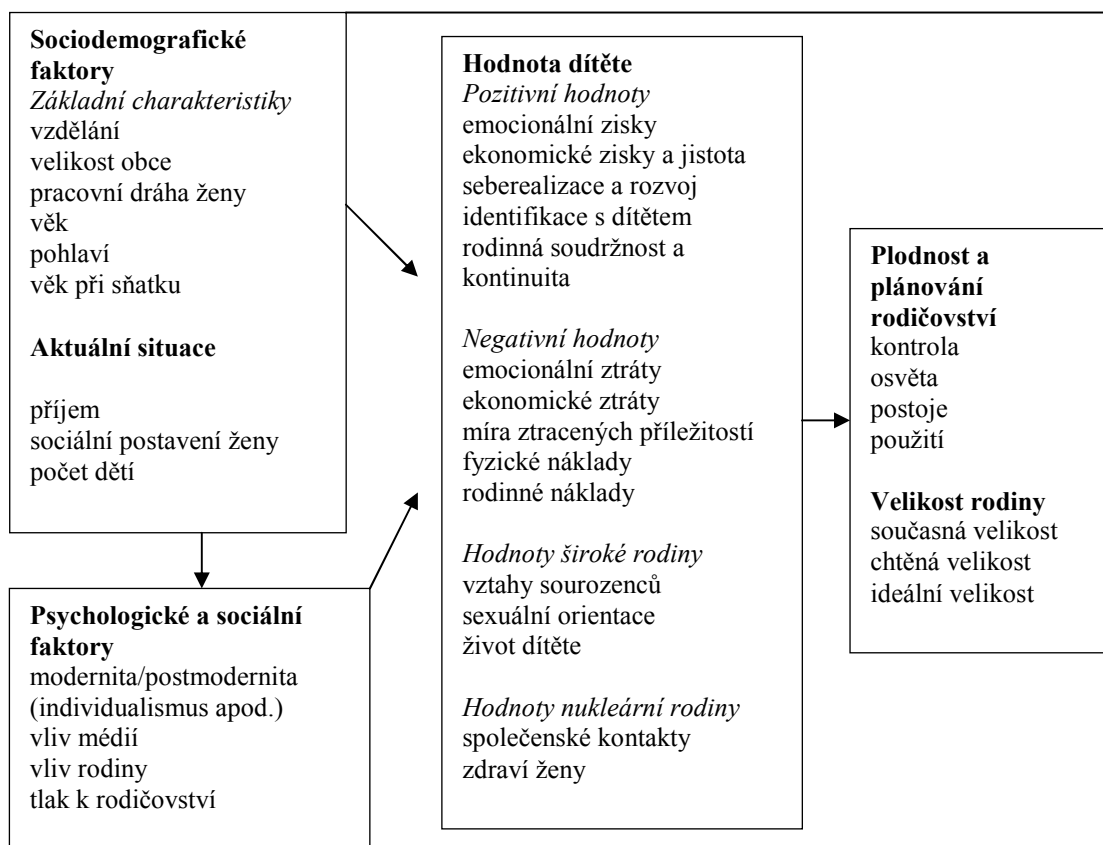 Sociodemografické
faktory
Základní charakteristiky
vzdělání
velikost obce
pracovní dráha ženy
věk
pohlaví
věk při sňatku
Aktuální situace
příjem
sociální postavení ženy
počet dětí
Psychologické a sociální
faktory
modernita/postmodernita
(individualismus apod.)
vliv médií
vliv rodiny
tlak k rodičovství
Hodnota dítěte
Pozitivní hodnoty
emocionální zisky
ekonomické zisky a jistota
seberealizace a rozvoj
identifikace s dítětem
rodinná soudržnost a
kontinuita
Negativní hodnoty
emocionální ztráty
ekonomické ztráty
míra ztracených příležitostí
fyzické náklady
rodinné náklady
Hodnoty široké rodiny
vztahy sourozenců
sexuální orientace
život dítěte
Hodnoty nukleární rodiny
společenské kontakty
zdraví ženy
Plodnost a
plánování
rodičovství
kontrola
osvěta
postoje
použití
Velikost rodiny
současná velikost
chtěná velikost
ideální velikost